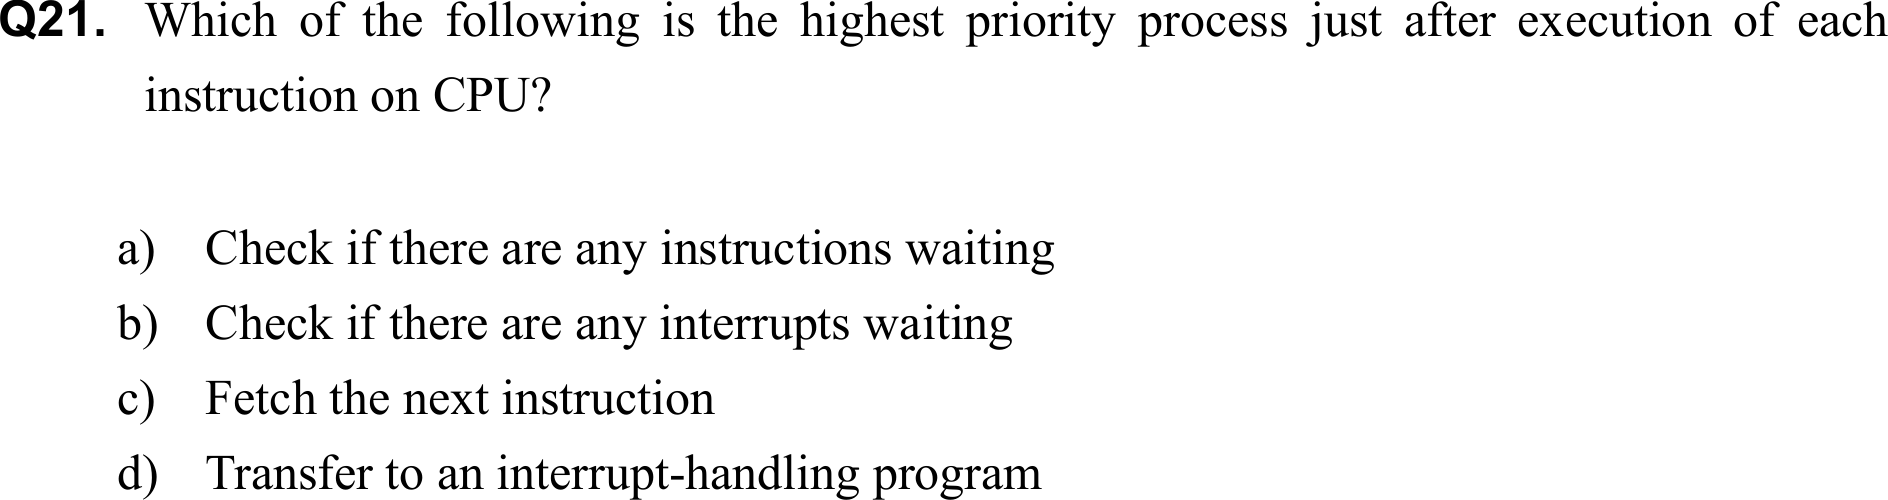 Q21. Which of the following is the highest priority process just after execution of each
instruction on CPU?
a) Check if there are any instructions waiting
b) Check if there are any interrupts waiting
c) Fetch the next instruction
d) Transfer to an interrupt-handling program